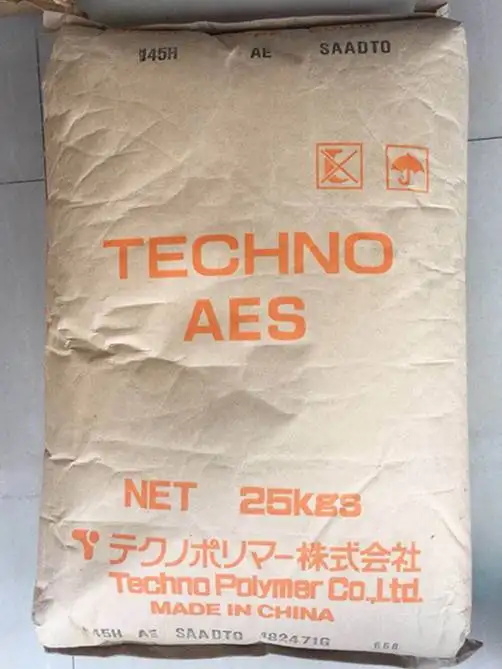 145H AE SAADTO
TECHNO
AES
NET 25kgs
テクノポリマー株式会社
Techno Polymer Co.,Ltd.
MADE IN CHINA
145H AE SAADTO 182471G